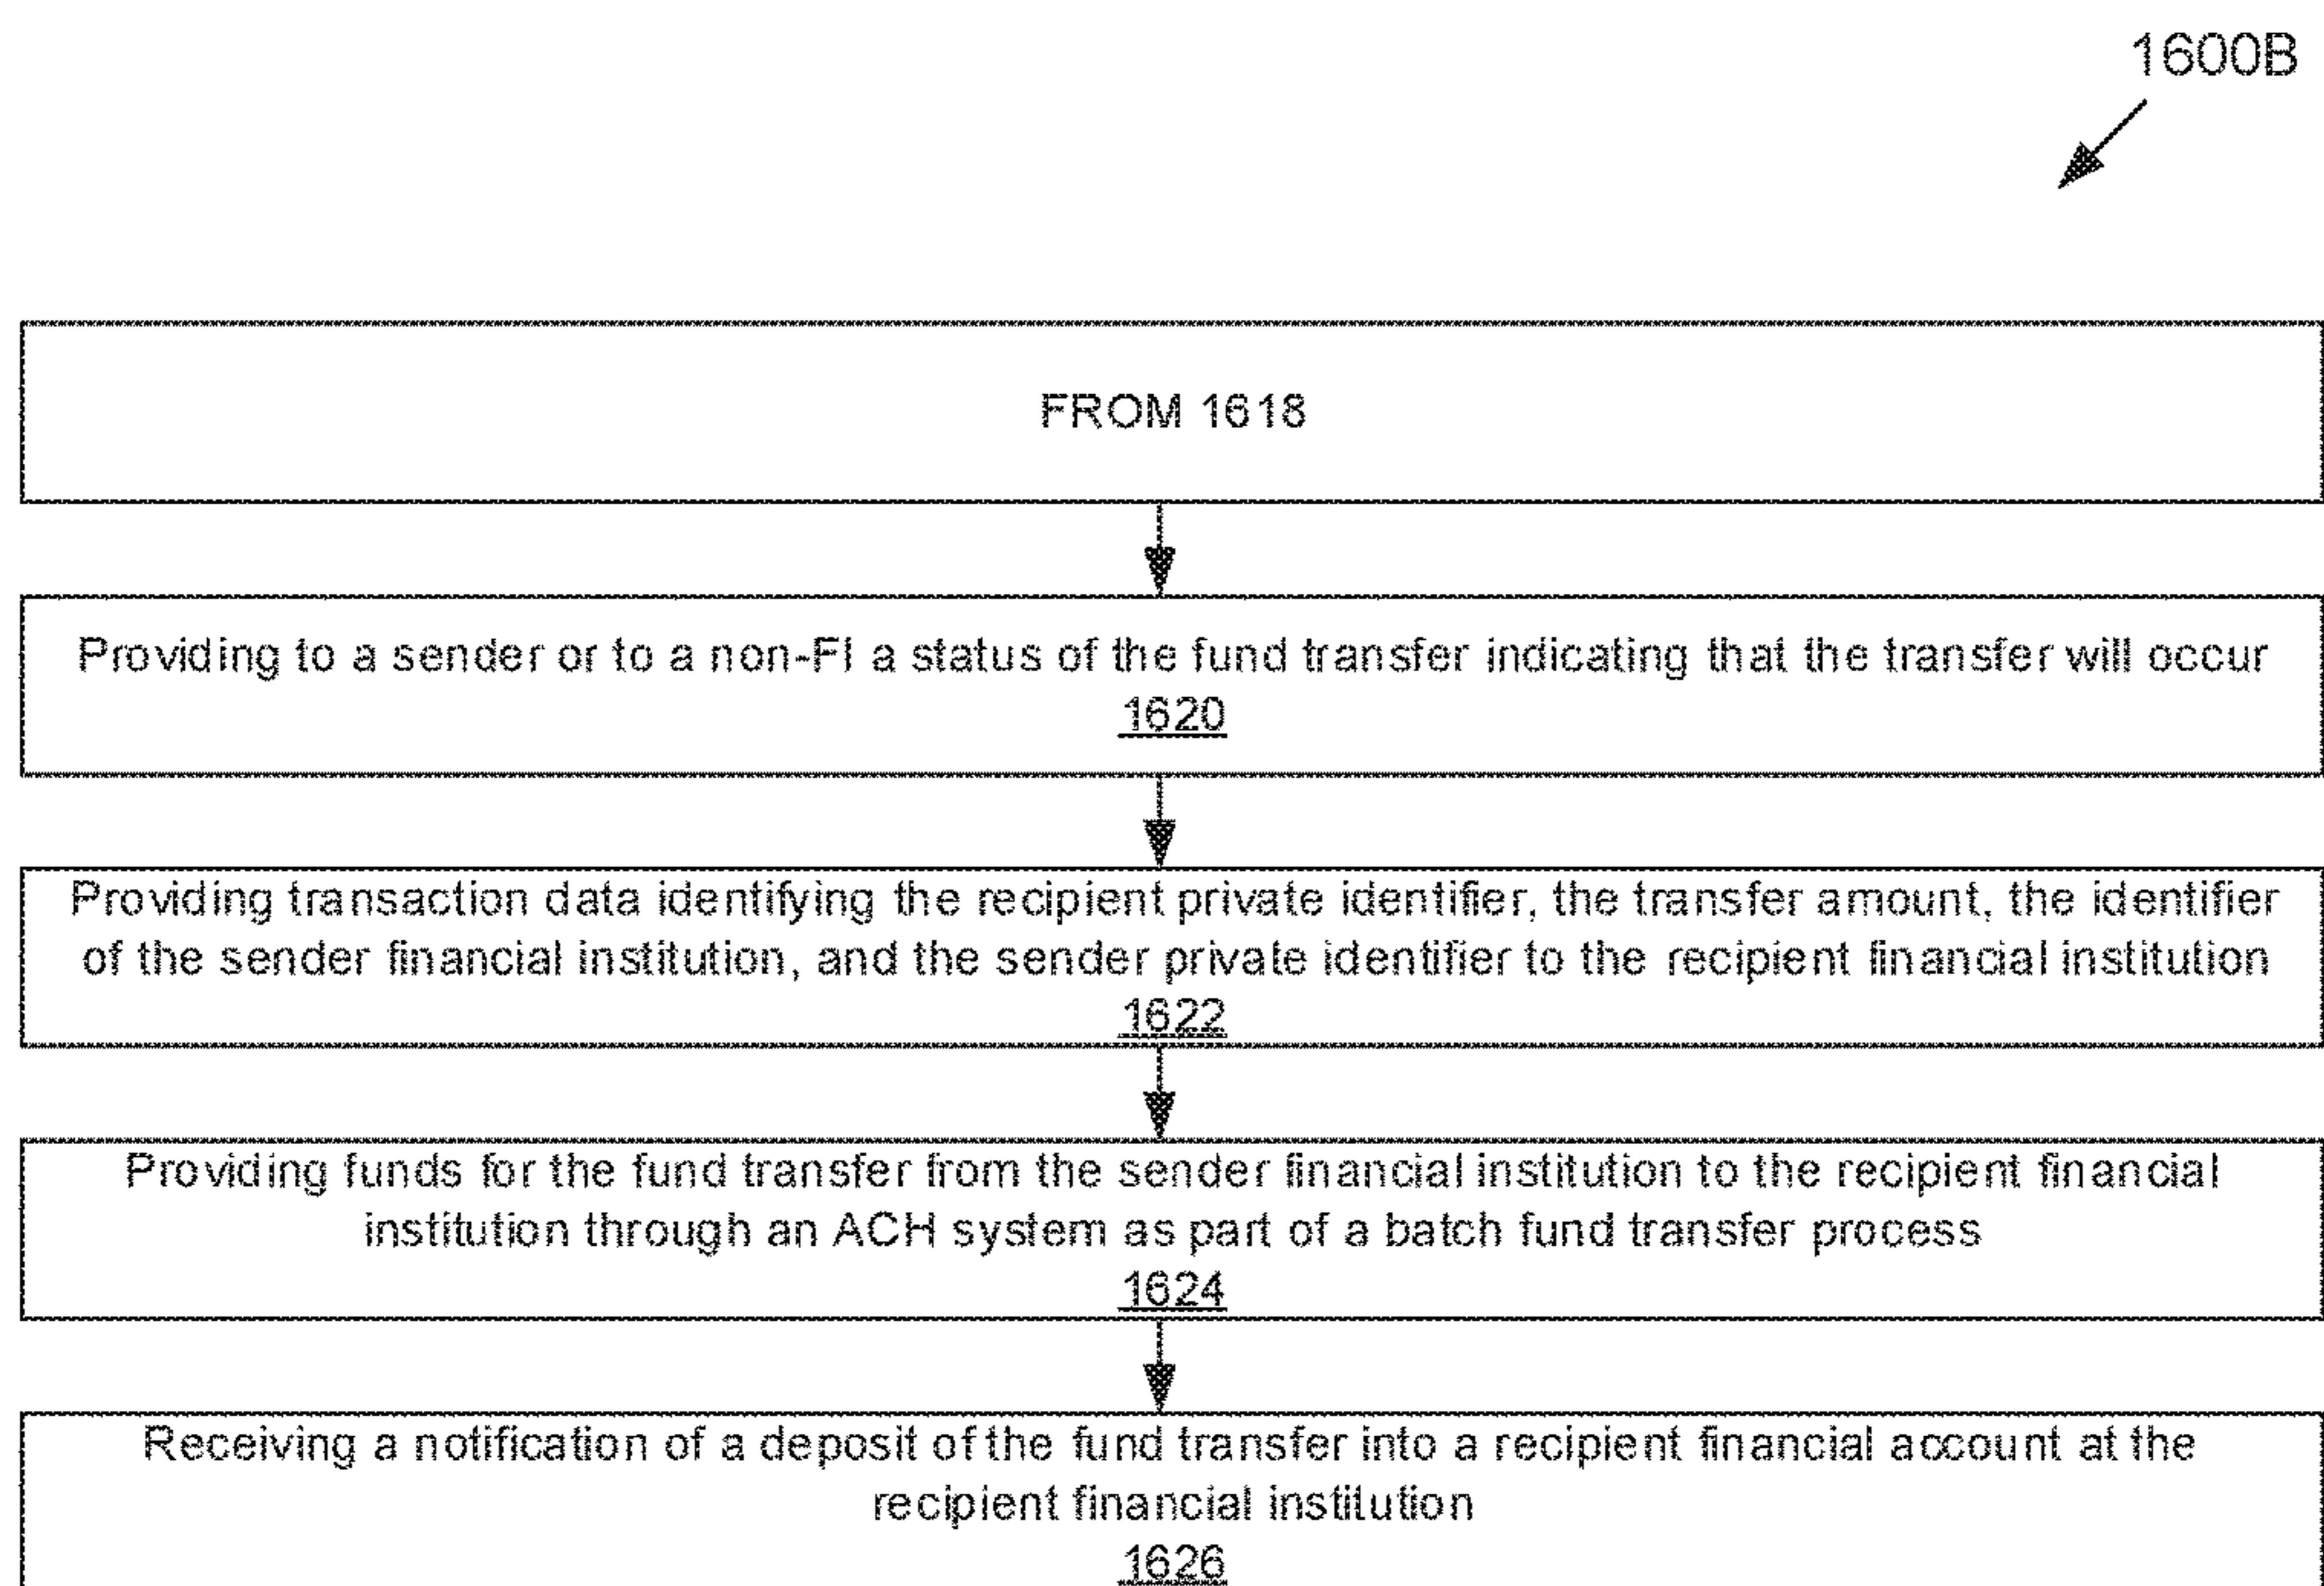 1600B
FROM 1618
Providing to a sender or to a non-FI a status of the fund transfer indicating that the transfer will occur
1620
Providing transaction data identifying the recipient private identifier, the transfer amount, the identifier
of the sender financial institution, and the sender private identifier to the recipient financial institution
1622
Providing funds for the fund transfer from the sender financial institution to the recipient financial
institution through an ACH system as part of a batch fund transfer process
1624
Receiving a notification of a deposit of the fund transfer into a recipient financial account at the
recipient financial institution
1626